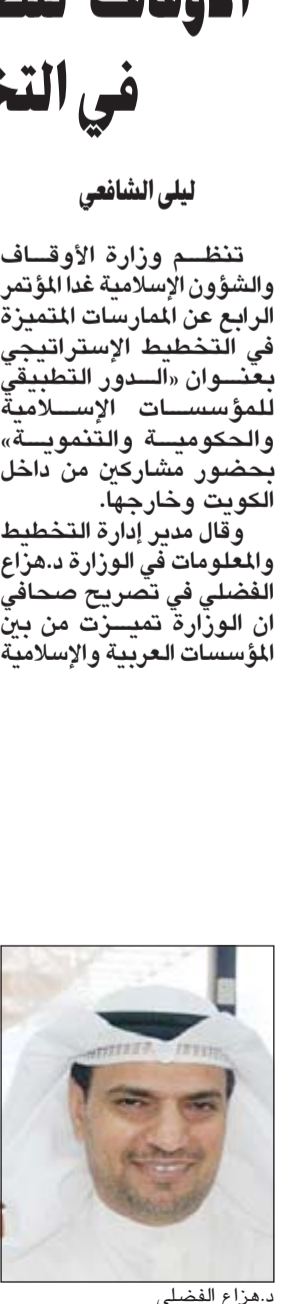 في
ليلى الشافعي
تنظم وزارة الأوقاف
والشؤون الإسلامية غدا المؤتمر
الرابع عن الممارسات المتميزة
في التخطيط الإستراتيجي
بعنوان «الدور التطبيقي
للمؤسسات الإسلامية
والحكومية والتنموية»
بحضور مشاركين من داخل
الكويت وخارجها.
وقال مدير إدارة التخطيط
والمعلومات في الوزارة د.هزاع
الفضلي في تصريح صحافي
ان الوزارة تميزت من بين
المؤسسات العربية والإسلامية
د.هزاع الفضلي